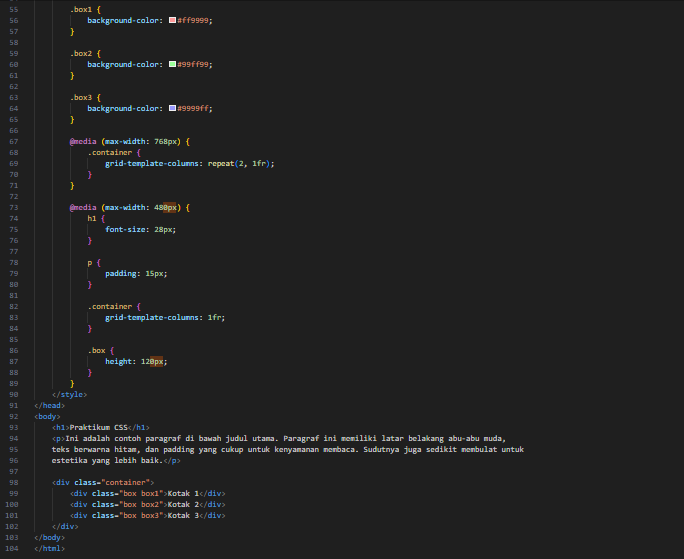 55 .box1 {
56 background-color: #ff9999;
57 }
58
59 .box2 {
60 background-color: #99ff99;
61 }
62
63 .box3 {
64 background-color: #9999ff;
65 }
66
67 @media (max-width: 768px) {
68 .container {
69 grid-template-columns: repeat(2, 1fr);
70 }
71 }
72
73 @media (max-width: 480px) {
74 h1 {
75 font-size: 28px;
76 }
77
78 p {
79 padding: 15px;
80 }
81
82 .container {
83 grid-template-columns: 1fr;
84 }
85
86 .box {
87 height: 120px;
88 }
89 }
90 </style>
91 </head>
92 <body>
93 <h1>Praktikum CSS</h1>
94 <p>Ini adalah contoh paragraf di bawah judul utama. Paragraf ini memiliki latar belakang abu-abu muda,
95 teks berwarna hitam, dan padding yang cukup untuk kenyamanan membaca. Sudutnya juga sedikit membulat untuk
96 estetika yang lebih baik.</p>
97
98 <div class="container">
99 <div class="box box1">Kotak 1</div>
100 <div class="box box2">Kotak 2</div>
101 <div class="box box3">Kotak 3</div>
102 </div>
103 </body>
104 </html>